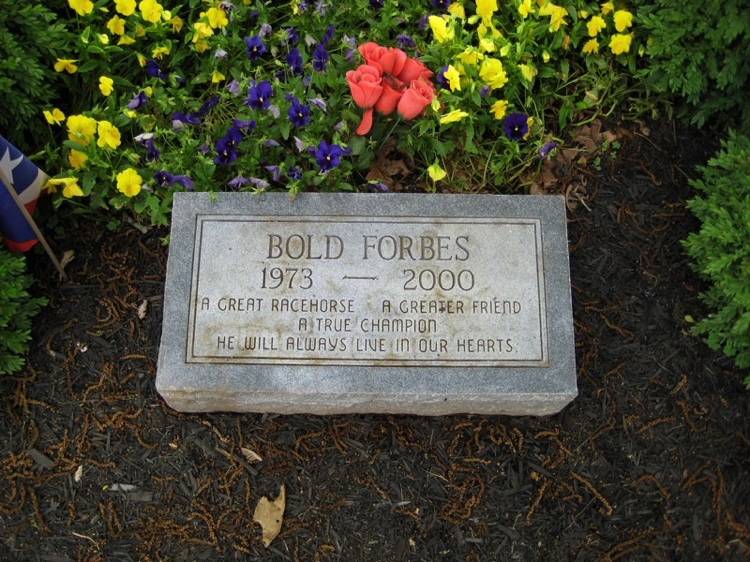 BOLD FORBES
1973 — 2000
A GREAT RACEHORSE A GREATER FRIEND
A TRUE CHAMPION
HE WILL ALWAYS LIVE IN OUR HEARTS.